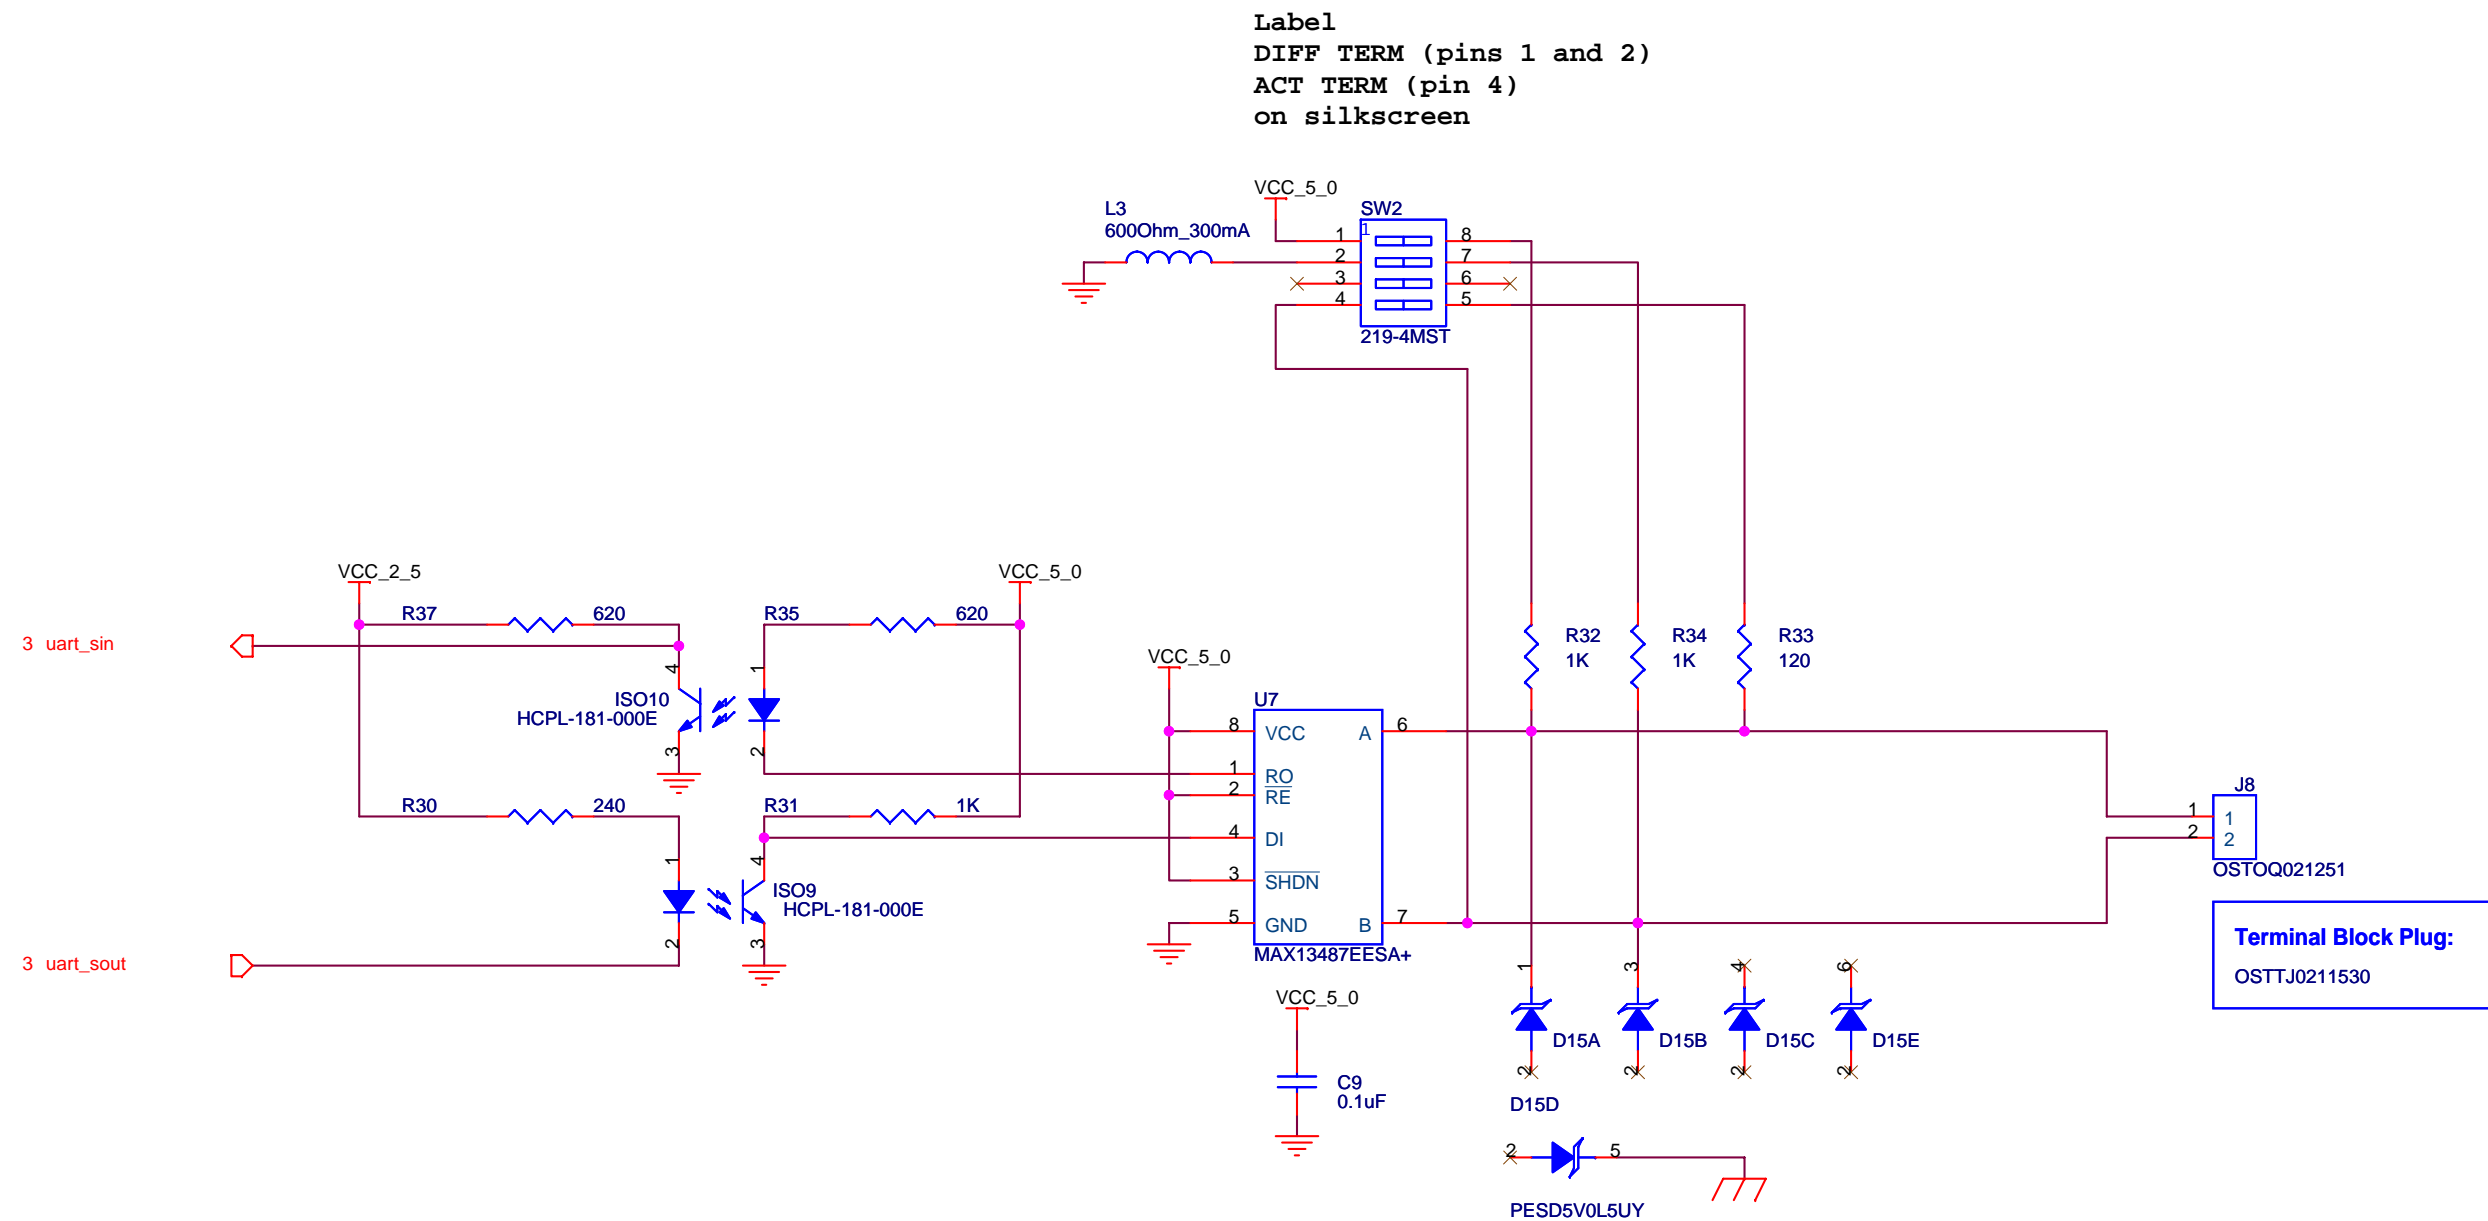 Label
DIFF TERM (pins 1 and 2)
ACT TERM (pin 4)
on silkscreen
VCC_5_0
L3
600Ohm_300mA
SW2
1
1
2
3
4
8
7
6
5
219-4MST
VCC_2_5
VCC_5_0
R37
620
R35
620
3 uart_sin
4
1
ISO10
HCPL-181-000E
3
2
R30
240
R31
1K
1
4
ISO9
HCPL-181-000E
2
3
3 uart_sout
VCC_5_0
U7
8
VCC
A
6
1
RO
2
RE
4
DI
3
SHDN
5
GND
B
7
MAX13487EESA+
R32
1K
R34
1K
R33
120
J8
1
1
2
2
OSTOQ021251
Terminal Block Plug:
OSTTJ0211530
VCC_5_0
C9
0.1uF
1
3
4
6
D15A
D15B
D15C
D15E
2
2
2
2
D15D
2
5
PESD5V0L5UY